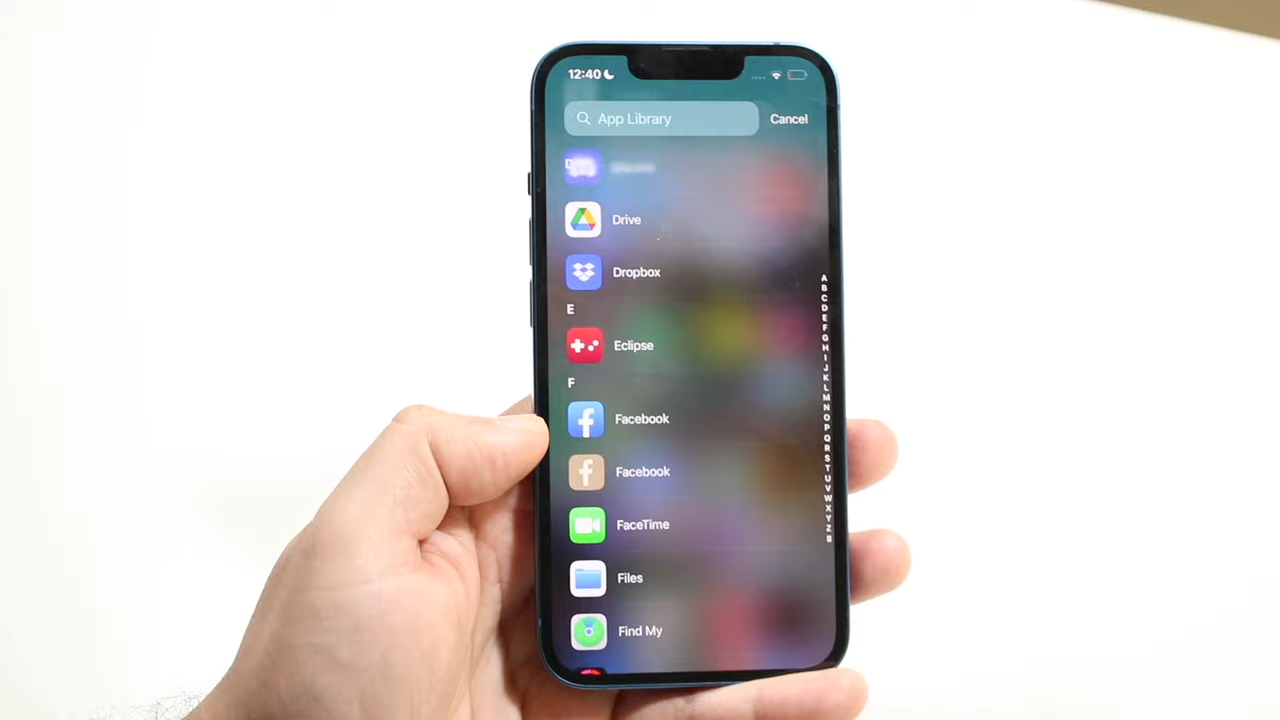 12:40
App Library
Cancel
Drive
Dropbox
E
Eclipse
F
Facebook
Facebook
FaceTime
Files
Find My
A
B
C
D
E
F
G
H
I
J
K
L
M
N
O
P
Q
R
S
T
U
V
W
X
Y
Z
#